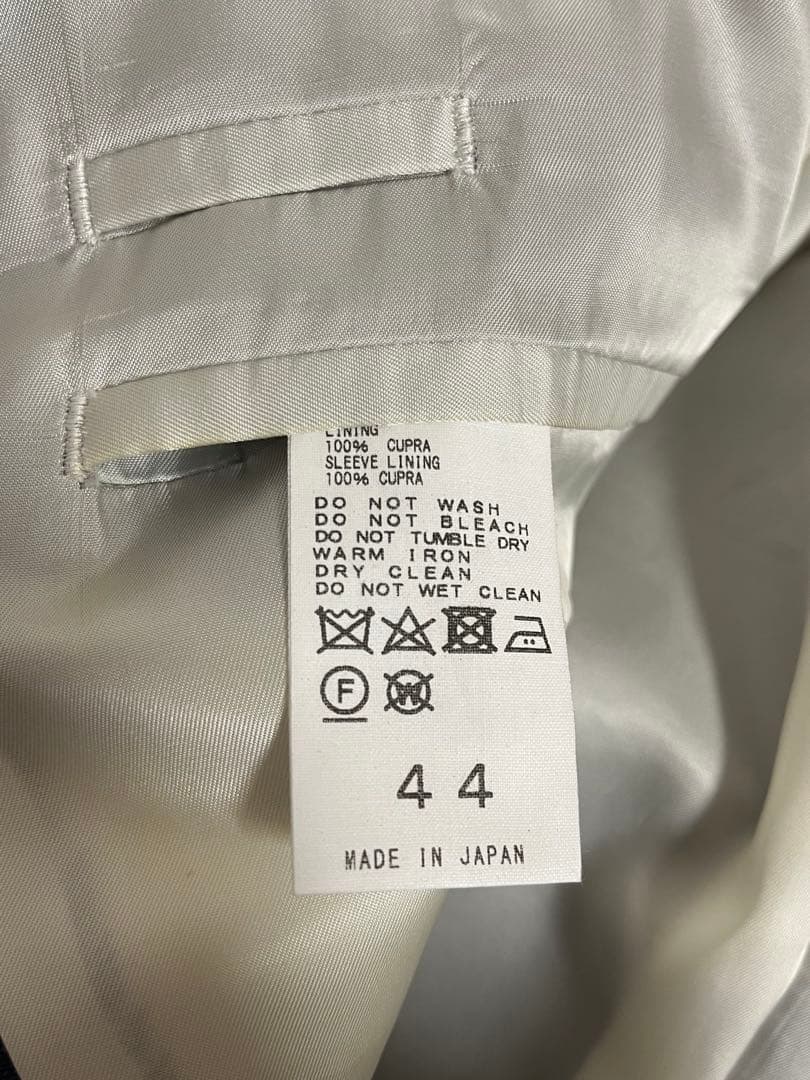 LINING
100% CUPRA
SLEEVE LINING
100% CUPRA
DO NOT WASH
DO NOT BLEACH
DO NOT TUMBLE DRY
WARM IRON
DRY CLEAN
DO NOT WET CLEAN
F W
44
MADE IN JAPAN